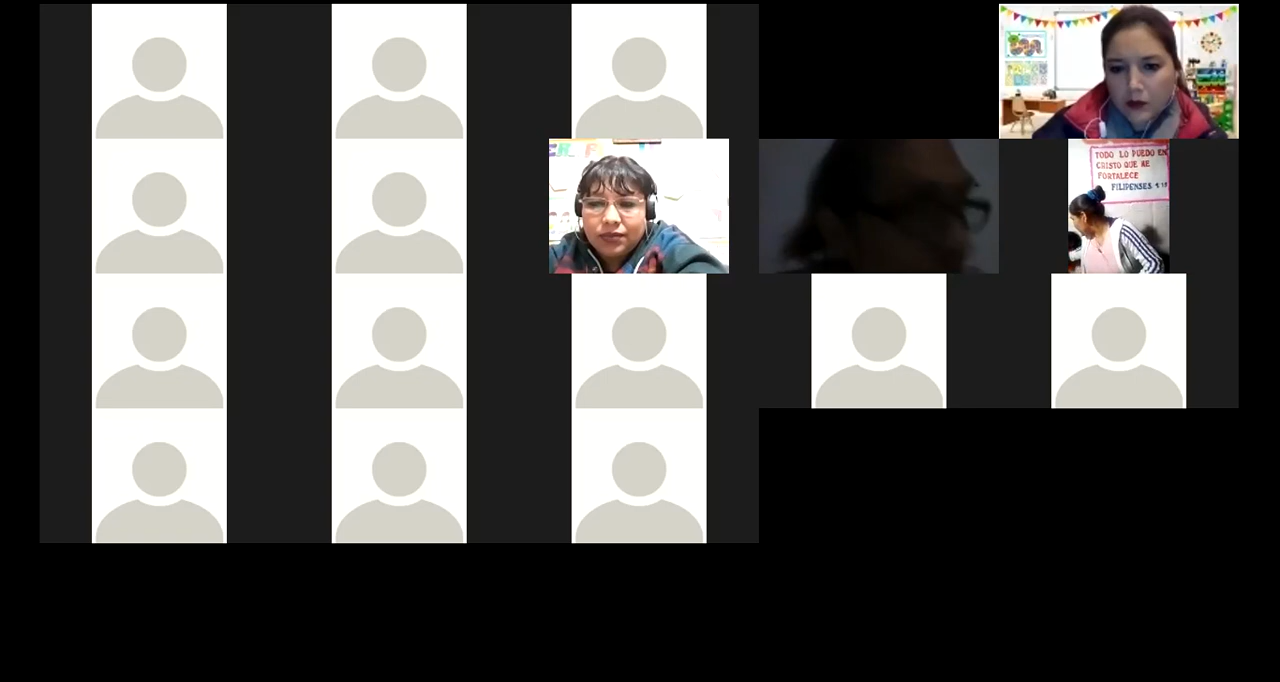 TODO LO PUEDO EN
CRISTO QUE ME
FORTALECE
FILIPENSES